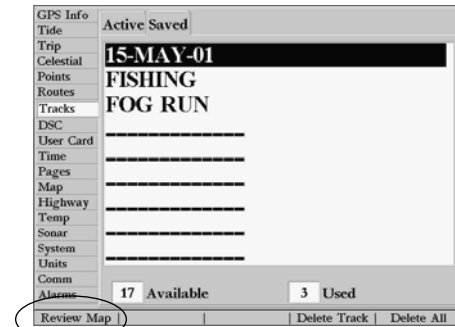 GPS Info
Tide
Trip
Celestial
Points
Routes
Tracks
DSC
User Card
Time
Pages
Map
Highway
Temp
Sonar
System
Units
Comm
Alarms
Active Saved
15-MAY-01
FISHING
FOG RUN
17 Available 3 Used
Review Map | | | Delete Track | Delete All